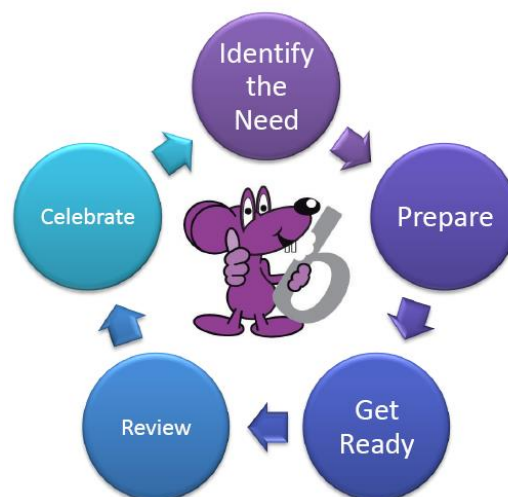 Identify
the
Need
Prepare
Get
Ready
Review
Celebrate